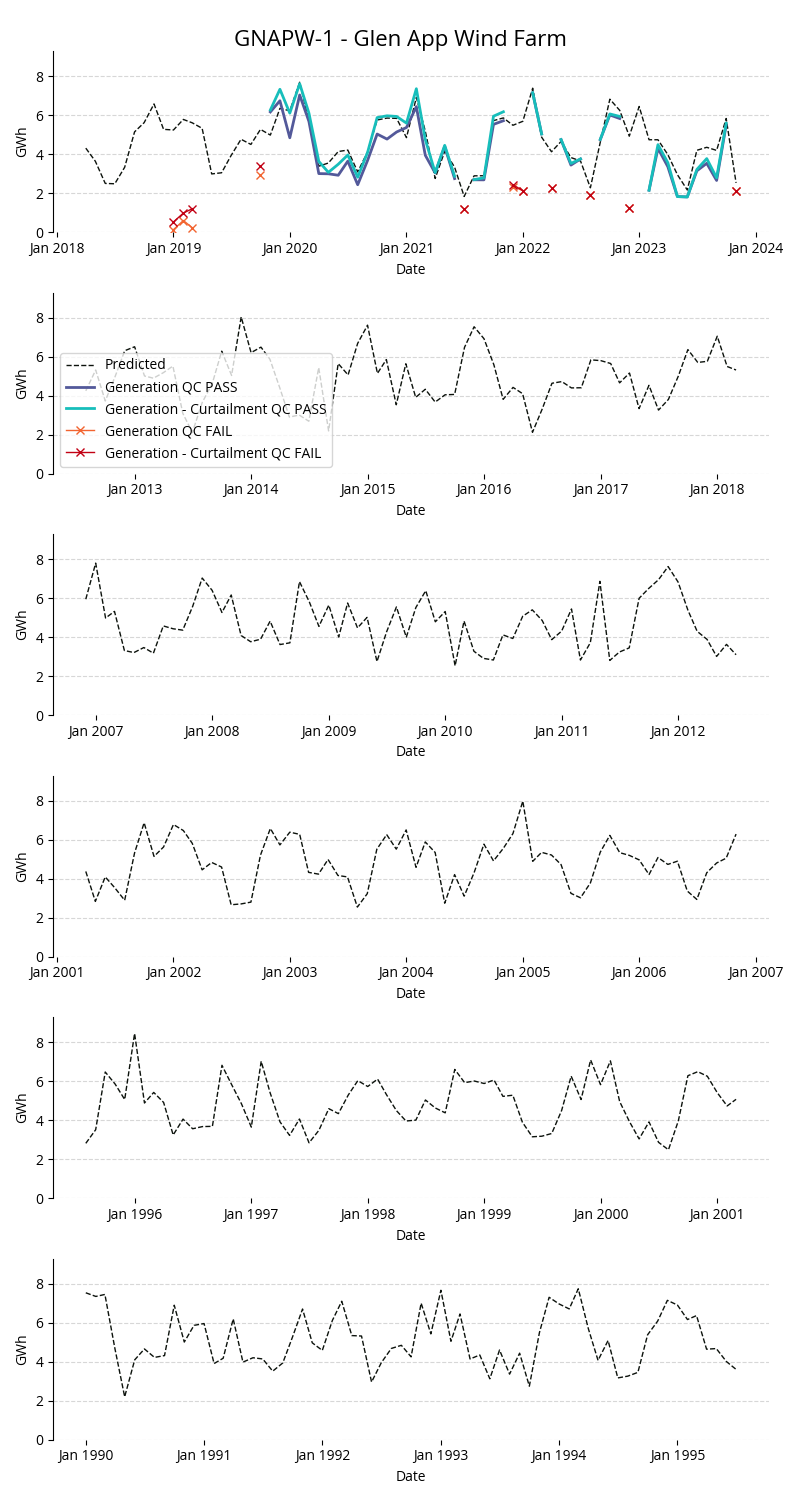 GNAPW-1 - Glen App Wind Farm
8
6
4
2
0
GWh
Jan 2018
Jan 2019
Jan 2020
Jan 2021
Jan 2022
Jan 2023
Jan 2024
Date
8
6
4
2
0
GWh
Predicted
Generation QC PASS
Generation - Curtailment QC PASS
Generation QC FAIL
Generation - Curtailment QC FAIL
Jan 2013
Jan 2014
Jan 2015
Jan 2016
Jan 2017
Jan 2018
Date
8
6
4
2
0
GWh
Jan 2007
Jan 2008
Jan 2009
Jan 2010
Jan 2011
Jan 2012
Date
8
6
4
2
0
GWh
Jan 2001
Jan 2002
Jan 2003
Jan 2004
Jan 2005
Jan 2006
Jan 2007
Date
8
6
4
2
0
GWh
Jan 1996
Jan 1997
Jan 1998
Jan 1999
Jan 2000
Jan 2001
Date
8
6
4
2
0
GWh
Jan 1990
Jan 1991
Jan 1992
Jan 1993
Jan 1994
Jan 1995
Date